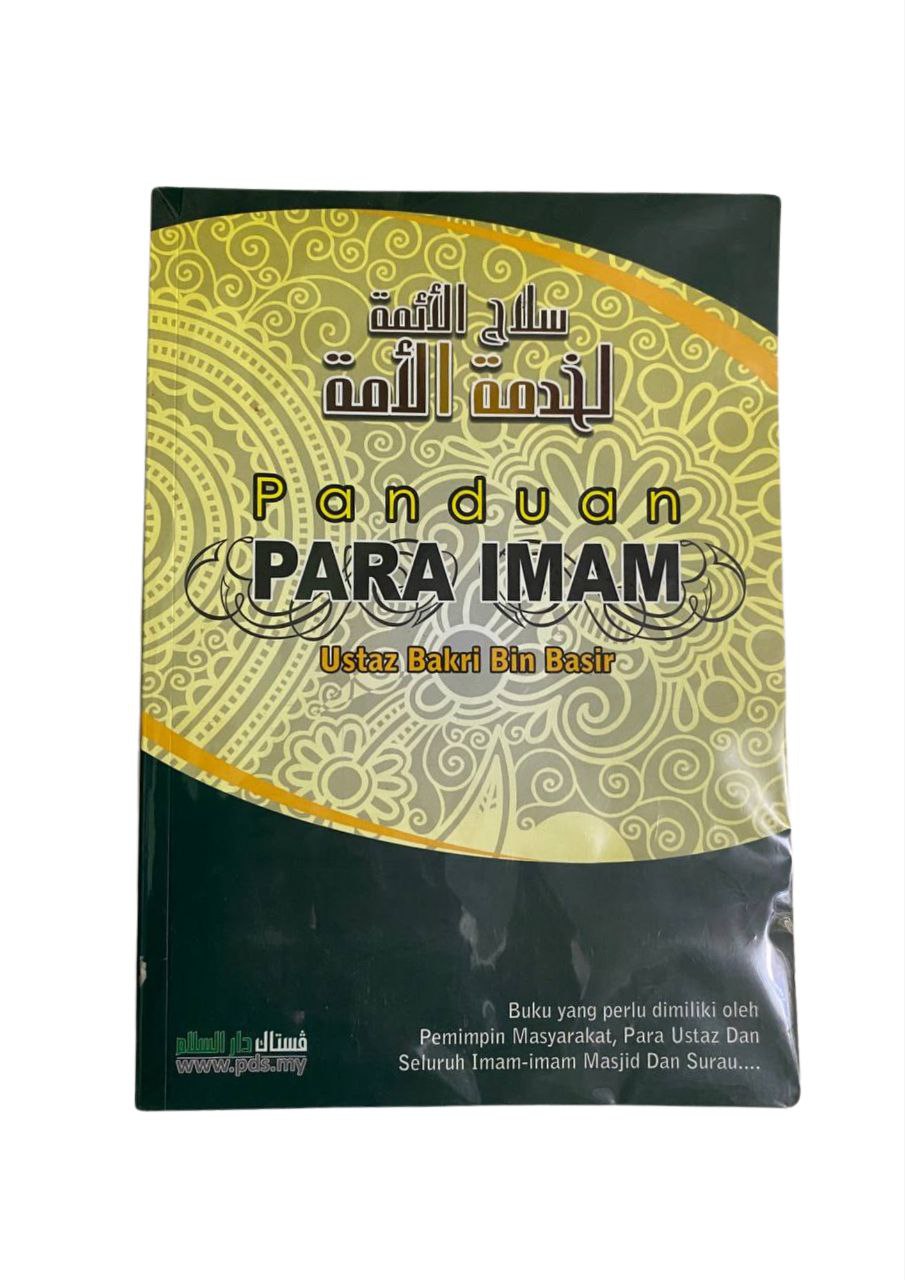 سلاح الأئمة
لخدمة الأمة
Panduan
PARA IMAM
Ustaz Bakri Bin Basir
Buku yang perlu dimiliki oleh
Pemimpin Masyarakat, Para Ustaz Dan
Seluruh Imam-imam Masjid Dan Surau....
ڤستاك دار السلام
www.pds.my